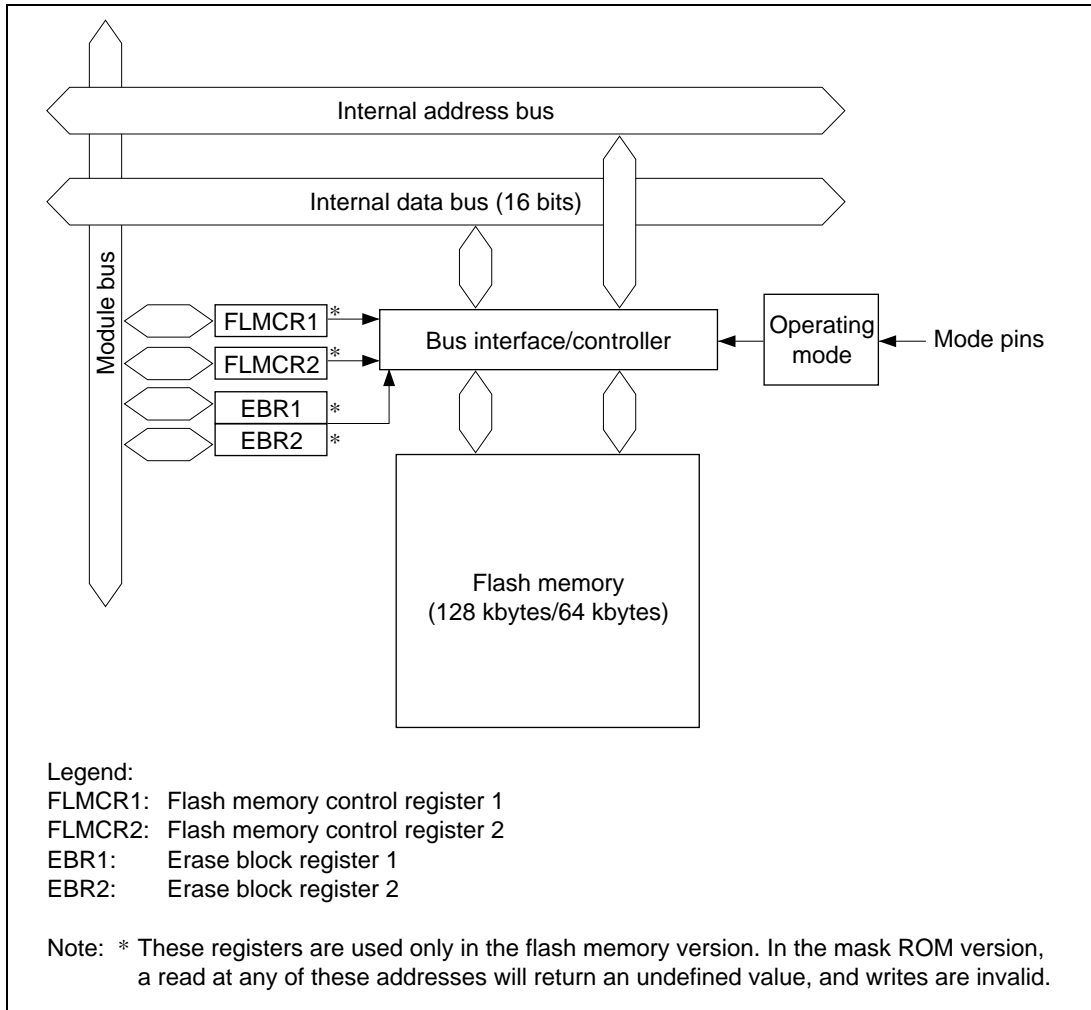 Internal address bus
Internal data bus (16 bits)
Module bus
FLMCR1 *
FLMCR2 *
EBR1 *
EBR2 *
Bus interface/controller
Operating
mode
Mode pins
Flash memory
(128 kbytes/64 kbytes)
Legend:
FLMCR1: Flash memory control register 1
FLMCR2: Flash memory control register 2
EBR1: Erase block register 1
EBR2: Erase block register 2
Note: * These registers are used only in the flash memory version. In the mask ROM version,
a read at any of these addresses will return an undefined value, and writes are invalid.